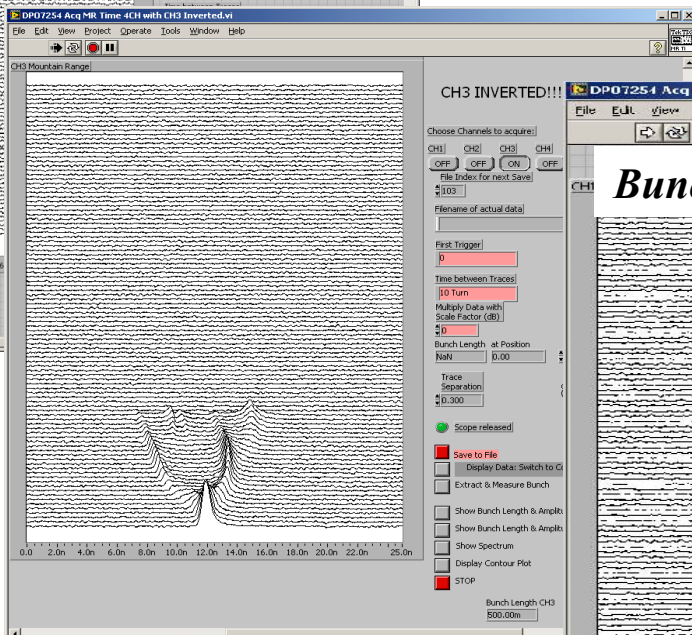 DPO7254 Acq MR Time 4CH with CH3 Inverted.vi
File Edit View Project Operate Tools Window Help
CH3 Mountain Range
0.0 2.0n 4.0n 6.0n 8.0n 10.0n 12.0n 14.0n 16.0n 18.0n 20.0n 22.0n 25.0n
CH3 INVERTED!!!
Choose Channels to acquire:
CH1 CH2 CH3 CH4
OFF OFF ON OFF
File Index for next Save
103
Filename of actual data
First Trigger
0
Time between Traces
10 Turn
Multiply Data with
Scale Factor (dB)
0
Bunch Length at Position
NaN 0.00
Trace
Separation
0.300
Scope released
Save to File
Display Data: Switch to Co
Extract & Measure Bunch
Show Bunch Length & Amplitu
Show Bunch Length & Amplitu
Show Spectrum
Display Contour Plot
STOP
Bunch Length CH3
500.00m
DPO7254 Acq
File Edit View
CH1
Bun